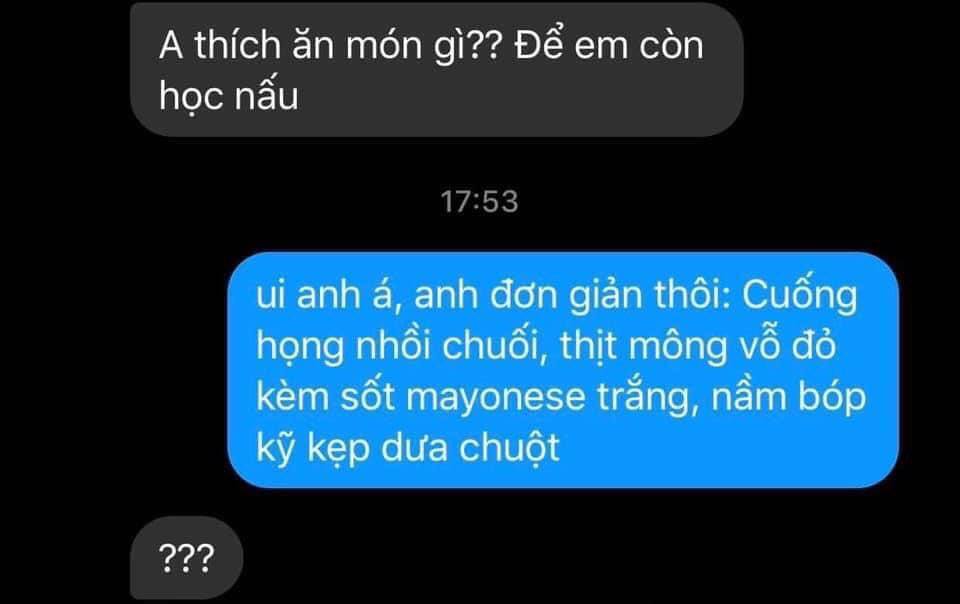 A thích ăn món gì?? Để em còn
học nấu
17:53
ui anh á, anh đơn giản thôi: Cuống
họng nhồi chuối, thịt mông vỗ đỏ
kèm sốt mayonese trắng, nầm bóp
kỹ kẹp dưa chuột
???